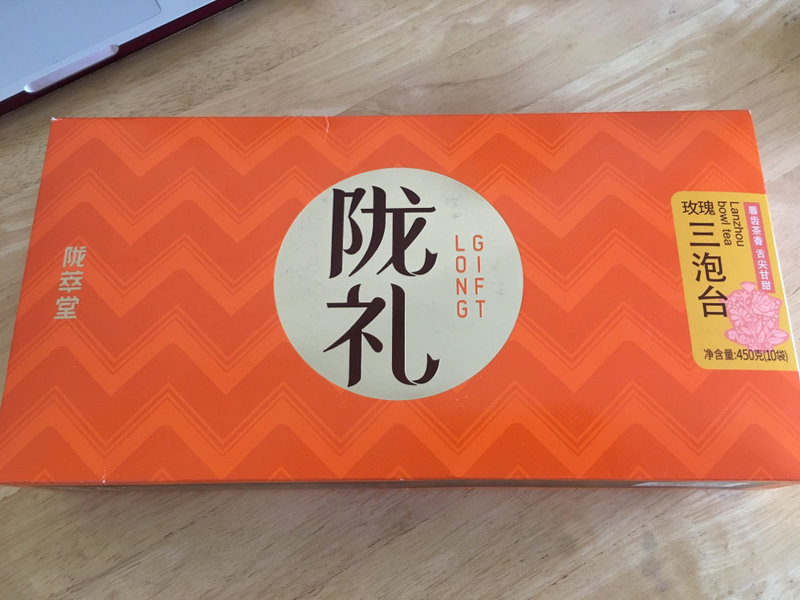 陇萃堂
陇礼
LONG
GIFT
玫瑰
三泡台
Lanzhou
bowl tea
唇齿茶香 舌尖甘甜
净含量:450克(10袋)